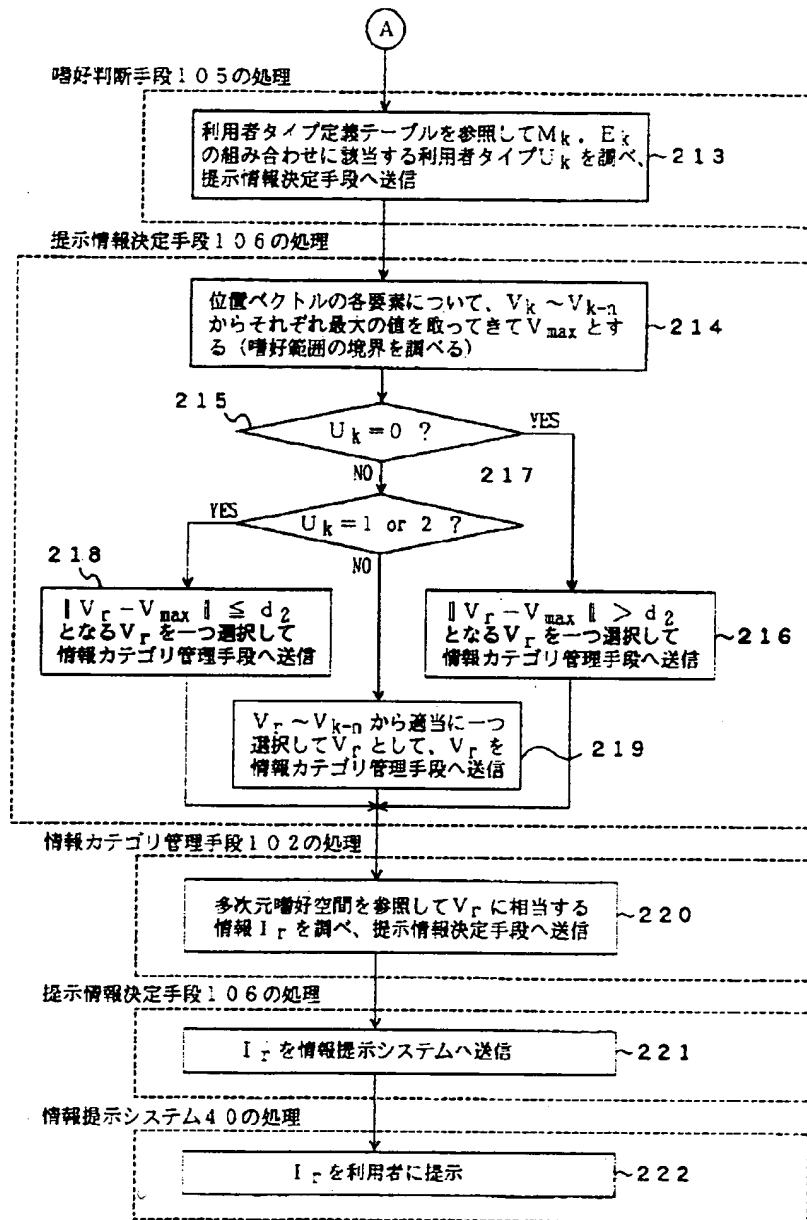 A
嗜好判断手段105の処理
利用者タイプ定義テーブルを参照してMk，Ek
の組み合わせに該当する利用者タイプUkを調べ、
提示情報決定手段へ送信
213
提示情報決定手段106の処理
位置ベクトルの各要素について、Vk～Vk-n
からそれぞれ最大の値を取ってきてVmaxとす
る（嗜好範囲の境界を調べる）
214
215
Uk＝0 ?
YES
NO
217
YES
Uk＝1 or 2 ?
NO
218
‖Vr－Vmax‖≦d2
となるVrを一つ選択して
情報カテゴリ管理手段へ送信
‖Vr－Vmax‖＞d2
となるVrを一つ選択して
情報カテゴリ管理手段へ送信
216
Vr～Vk-nから適当に一つ
選択してVrとして、Vrを
情報カテゴリ管理手段へ送信
219
情報カテゴリ管理手段102の処理
多次元嗜好空間を参照してVrに相当する
情報Irを調べ、提示情報決定手段へ送信
220
提示情報決定手段106の処理
Irを情報提示システムへ送信
221
情報提示システム40の処理
Irを利用者に提示
222